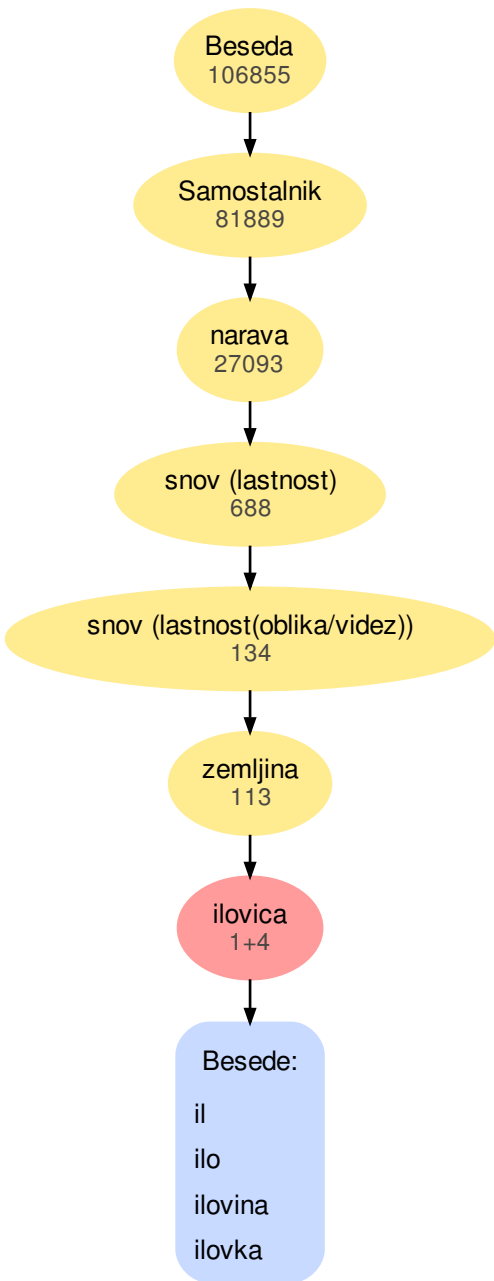 Beseda
106855
Samostalnik
81889
narava
27093
snov (lastnost)
688
snov (lastnost(oblika/videz))
134
zemljina
113
ilovica
1+4
Besede:
il
ilo
ilovina
ilovka